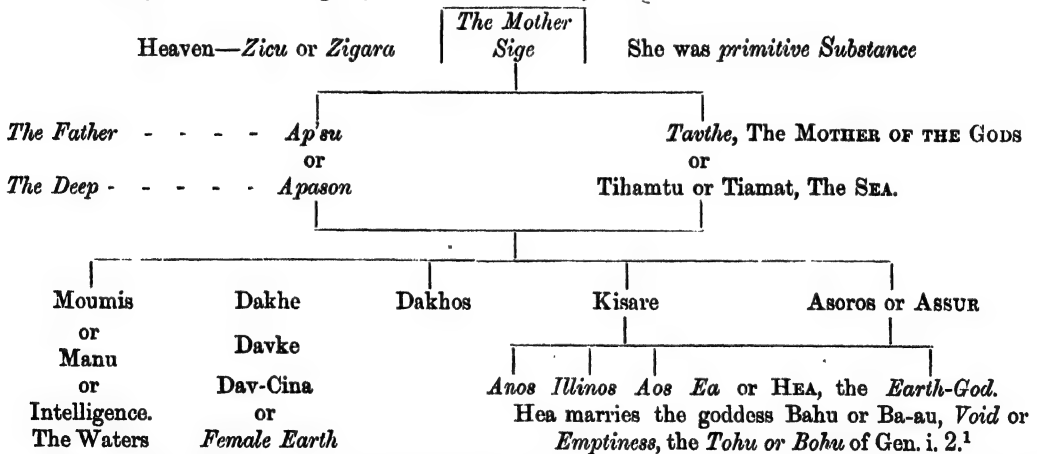 The Mother
Heaven—Zicu or Zigara Sige She was primitive Substance
The Father - - - - Ap'su Tavthe, The MOTHER OF THE GODS
or or
The Deep - - - - - Apason Tihamtu or Tiamat, The SEA.
Moumis Dakhe Dakhos Kisare Asoros or ASSUR
or
Manu Davke
or Dav-Cina Anos Illinos Aos Ea or HEA, the Earth-God.
Intelligence. or Hea marries the goddess Bahu or Ba-au, Void or
The Waters Female Earth Emptiness, the Tohu or Bohu of Gen. i. 2.¹